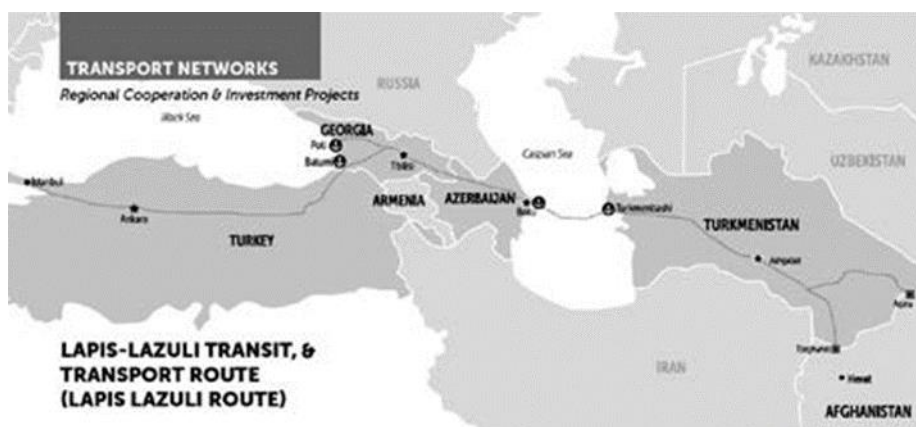 TRANSPORT NETWORKS
Regional Cooperation & Investment Projects
Black Sea
RUSSIA
KAZAKHSTAN
UZBEKISTAN
GEORGIA
Poti
Batumi
Tbilisi
Caspian Sea
Istanbul
Ankara
ARMENIA
AZERBAIJAN
Baku
Turkmenbashi
TURKEY
TURKMENISTAN
Ashgabat
Aqina
Torghundi
LAPIS-LAZULI TRANSIT, &
TRANSPORT ROUTE
(LAPIS LAZULI ROUTE)
IRAN
Herat
AFGHANISTAN